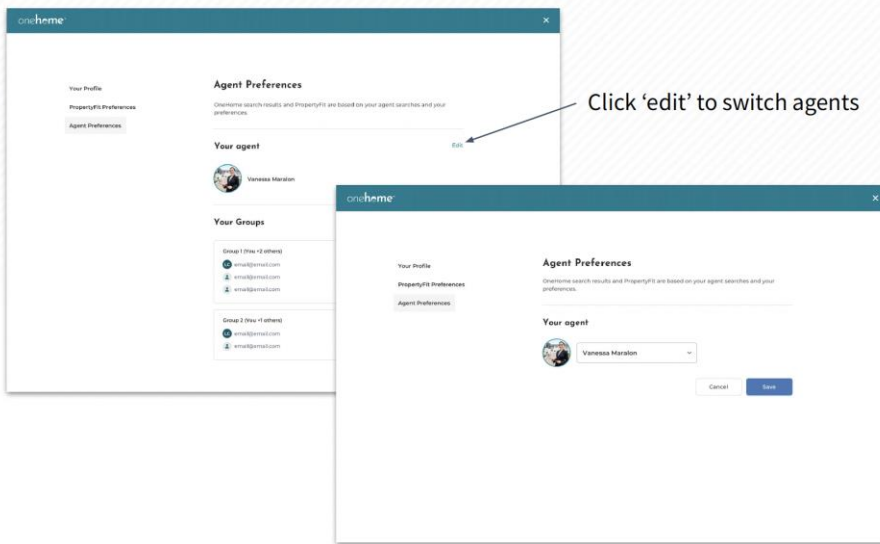 onehome
×
Your Profile
PropertyFit Preferences
Agent Preferences
Agent Preferences
OneHome search results and PropertyFit are based on your agent searches and your
preferences.
Your agent
Edit
Vanessa Maralon
Your Groups
Group 1 (You +2 others)
LC email@email.com
email@email.com
email@email.com
Group 2 (You +1 others)
LC email@email.com
email@email.com
Click ‘edit’ to switch agents
onehome
×
Your Profile
PropertyFit Preferences
Agent Preferences
Agent Preferences
OneHome search results and PropertyFit are based on your agent searches and your
preferences.
Your agent
Vanessa Maralon
Cancel
Save